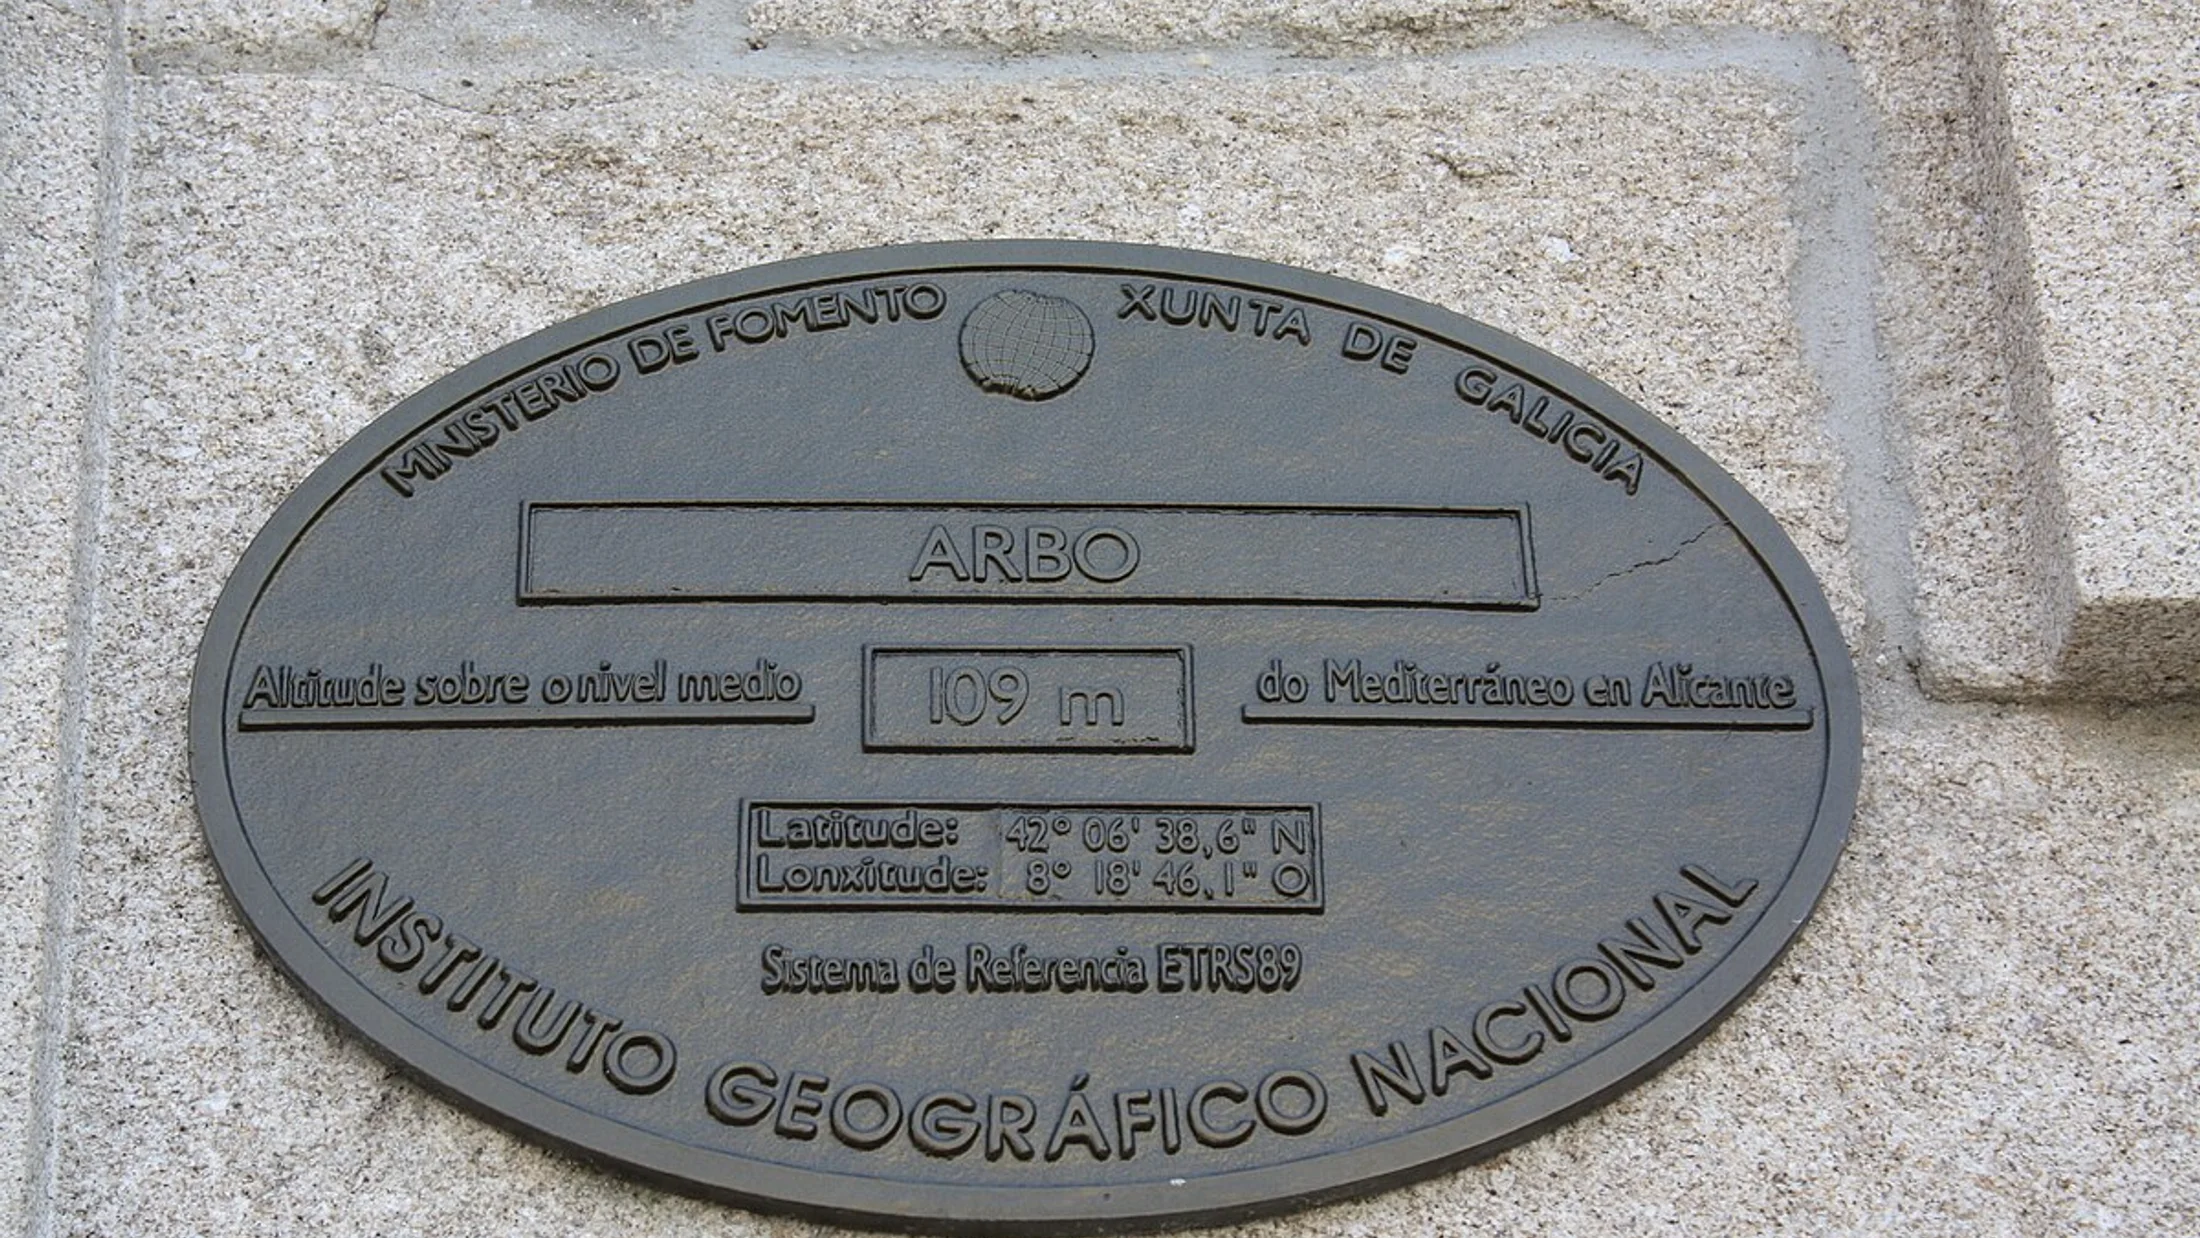 MINISTERIO DE FOMENTO XUNTA DE GALICIA
ARBO
Altitude sobre o nivel medio 109 m do Mediterráneo en Alicante
Latitude: 42° 06' 38,6" N
Lonxitude: 8° 18' 46,1" O
Sistema de Referencia ETRS89
INSTITUTO GEOGRÁFICO NACIONAL